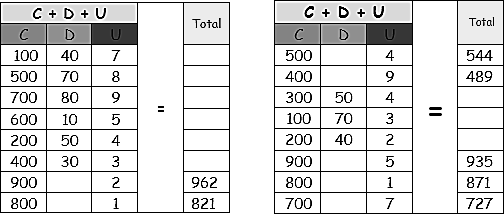 C + D + U Total
C D U
100 40 7
500 70 8
700 80 9
600 10 5
200 50 4
400 30 3
900 2 962
800 1 821
=
C + D + U Total
C D U
500 4 544
400 9 489
300 50 4
100 70 3
200 40 2
900 5 935
800 1 871
700 7 727
=